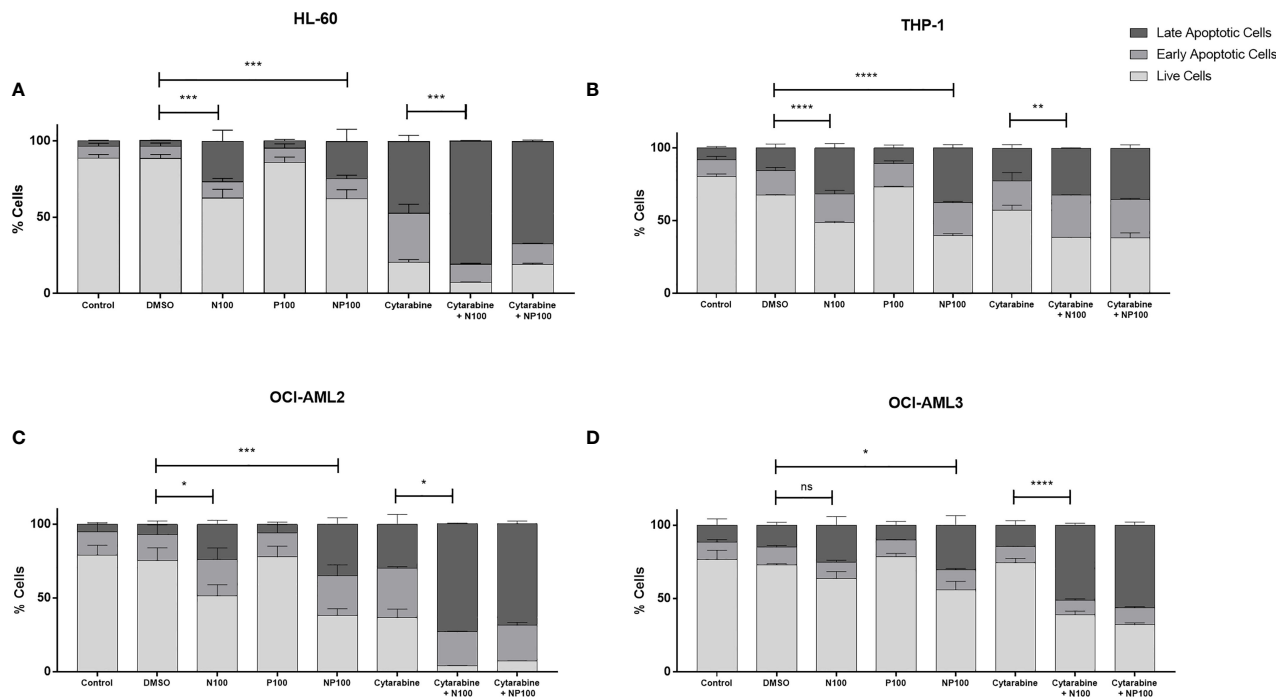 HL-60
THP-1
Late Apoptotic Cells
Early Apoptotic Cells
Live Cells
A
***
***
***
100
50
0
% Cells
Control DMSO N100 P100 NP100 Cytarabine Cytarabine Cytarabine
+ N100 + NP100
B
****
****
**
100
50
0
% Cells
Control DMSO N100 P100 NP100 Cytarabine Cytarabine Cytarabine
+ N100 + NP100
OCI-AML2
OCI-AML3
C
***
*
*
100
50
0
% Cells
Control DMSO N100 P100 NP100 Cytarabine Cytarabine Cytarabine
+ N100 + NP100
D
*
ns
****
100
50
0
% Cells
Control DMSO N100 P100 NP100 Cytarabine Cytarabine Cytarabine
+ N100 + NP100